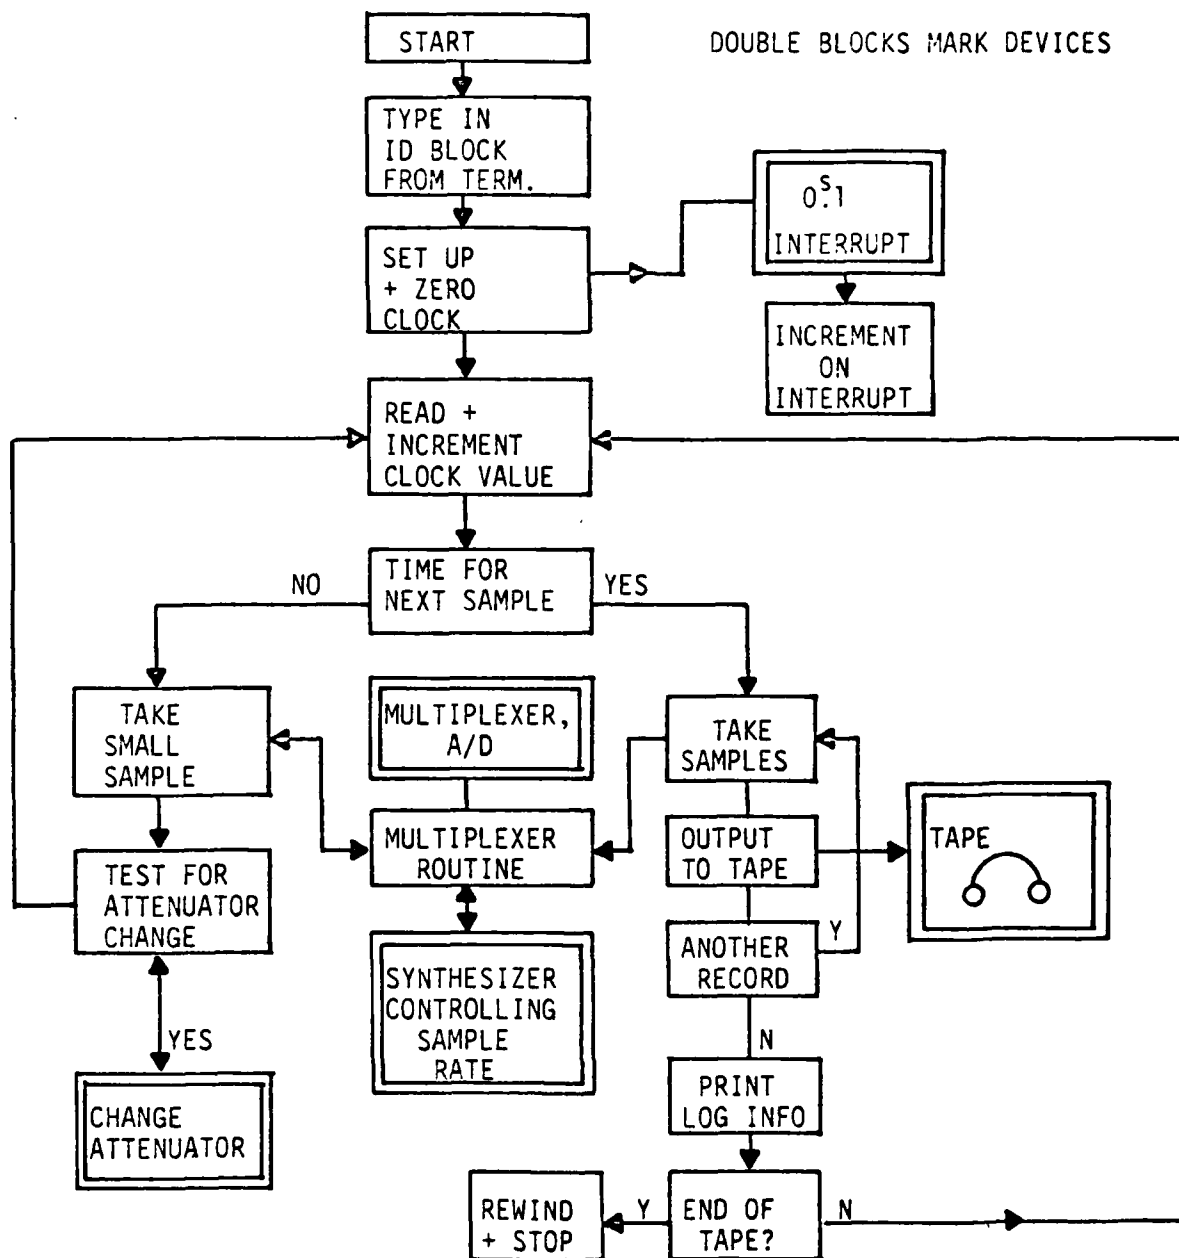 START
DOUBLE BLOCKS MARK DEVICES
TYPE IN
ID BLOCK
FROM TERM.
0.ˢ1
INTERRUPT
SET UP
+ ZERO
CLOCK
INCREMENT
ON
INTERRUPT
READ +
INCREMENT
CLOCK VALUE
TIME FOR
NEXT SAMPLE
NO
YES
TAKE
SMALL
SAMPLE
MULTIPLEXER,
A/D
TAKE
SAMPLES
MULTIPLEXER
ROUTINE
OUTPUT
TO TAPE
TAPE
TEST FOR
ATTENUATOR
CHANGE
ANOTHER
RECORD
Y
SYNTHESIZER
CONTROLLING
SAMPLE
RATE
YES
N
CHANGE
ATTENUATOR
PRINT
LOG INFO
REWIND
+ STOP
Y
END OF
TAPE?
N